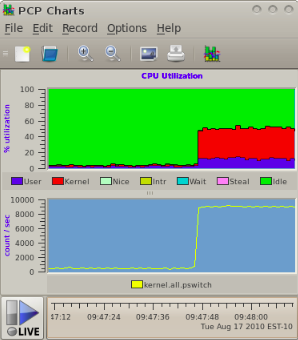 PCP Charts
File Edit Record Options Help
CPU Utilization
% utilization
100
80
60
40
20
0
User Kernel Nice Intr Wait Steal Idle
count / sec
10000
8000
6000
4000
2000
0
kernel.all.pswitch
LIVE
47:12 09:47:24 09:47:36 09:47:48 09:48:00
Tue Aug 17 2010 EST-10